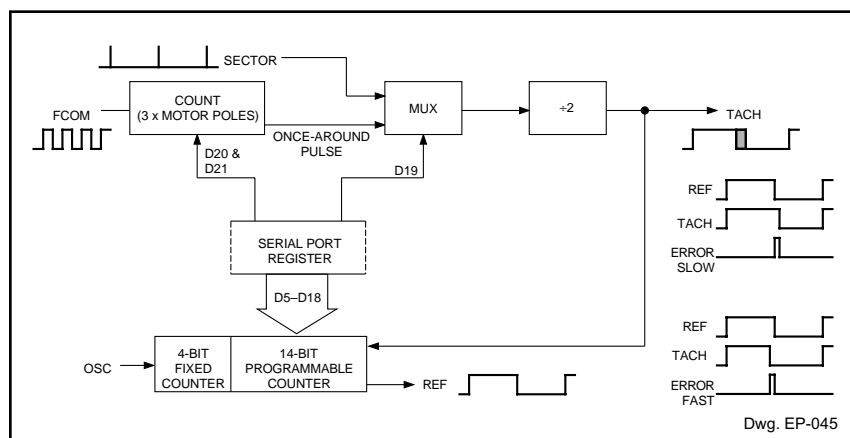 SECTOR
FCOM
COUNT
(3 x MOTOR POLES)
MUX
÷2
TACH
ONCE-AROUND
PULSE
D20 &
D21
D19
SERIAL PORT
REGISTER
D5–D18
OSC
4-BIT
FIXED
COUNTER
14-BIT
PROGRAMMABLE
COUNTER
REF
REF
TACH
ERROR
SLOW
REF
TACH
ERROR
FAST
Dwg. EP-045